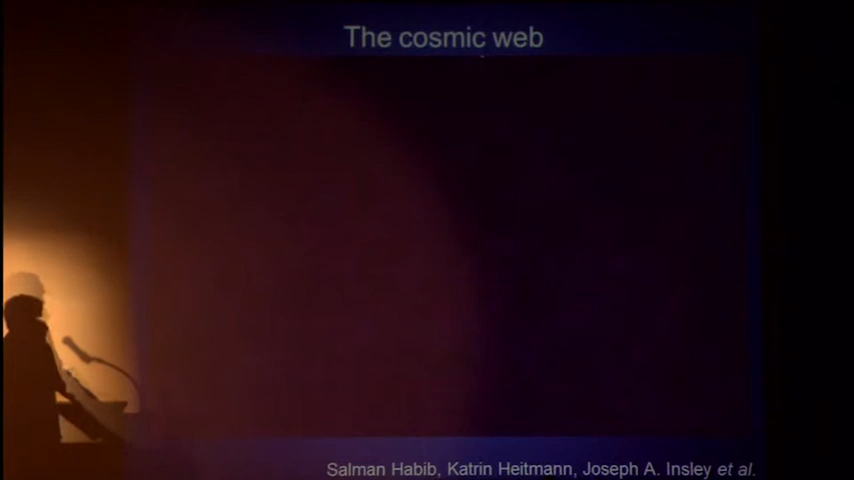 The cosmic web
Salman Habib, Katrin Heitmann, Joseph A. Insley et al.